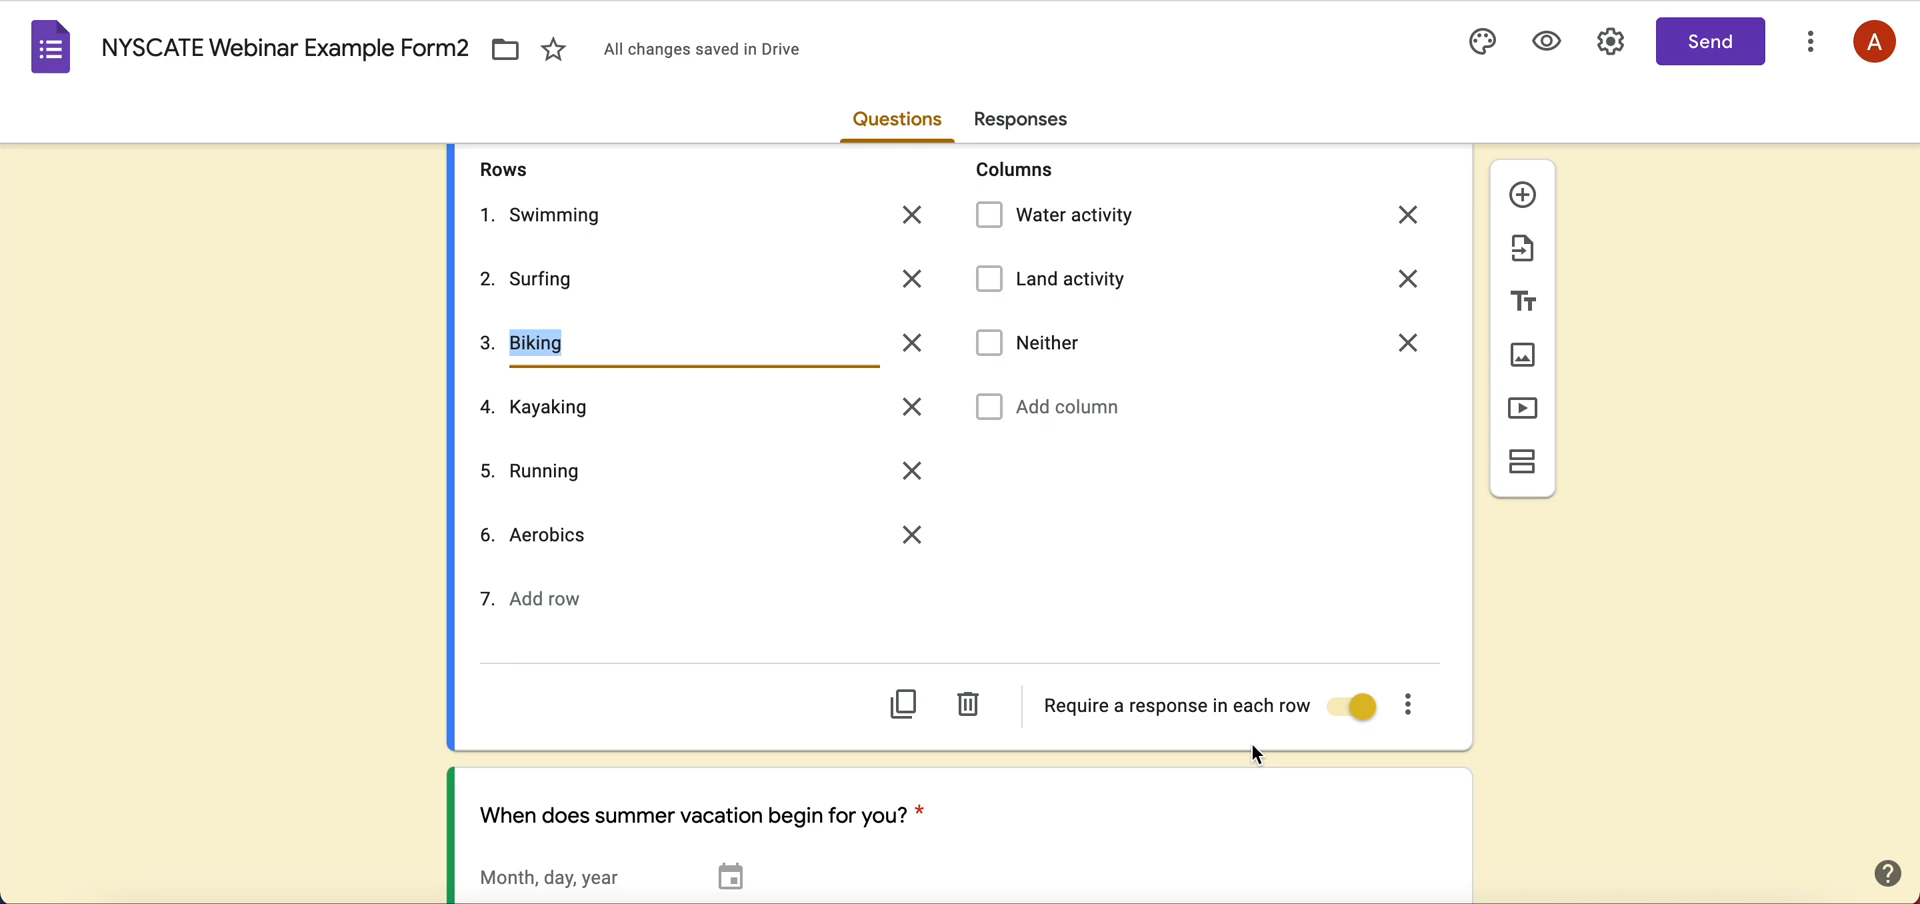 NYSCATE Webinar Example Form2
All changes saved in Drive
Send
A
Questions
Responses
Rows
Columns
1. Swimming
Water activity
2. Surfing
Land activity
3. Biking
Neither
4. Kayaking
Add column
5. Running
6. Aerobics
7. Add row
Require a response in each row
When does summer vacation begin for you? *
Month, day, year